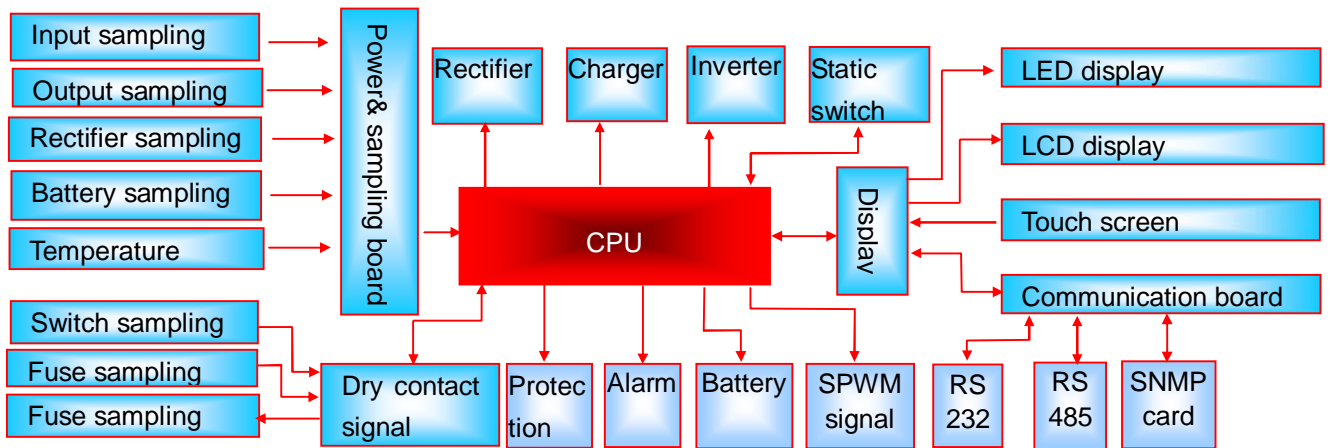 Input sampling
Output sampling
Rectifier sampling
Battery sampling
Temperature
Switch sampling
Fuse sampling
Fuse sampling
Power& sampling board
Rectifier
Charger
Inverter
Static
switch
CPU
Display
LED display
LCD display
Touch screen
Communication board
Dry contact
signal
Protec
tion
Alarm
Battery
SPWM
signal
RS
232
RS
485
SNMP
card